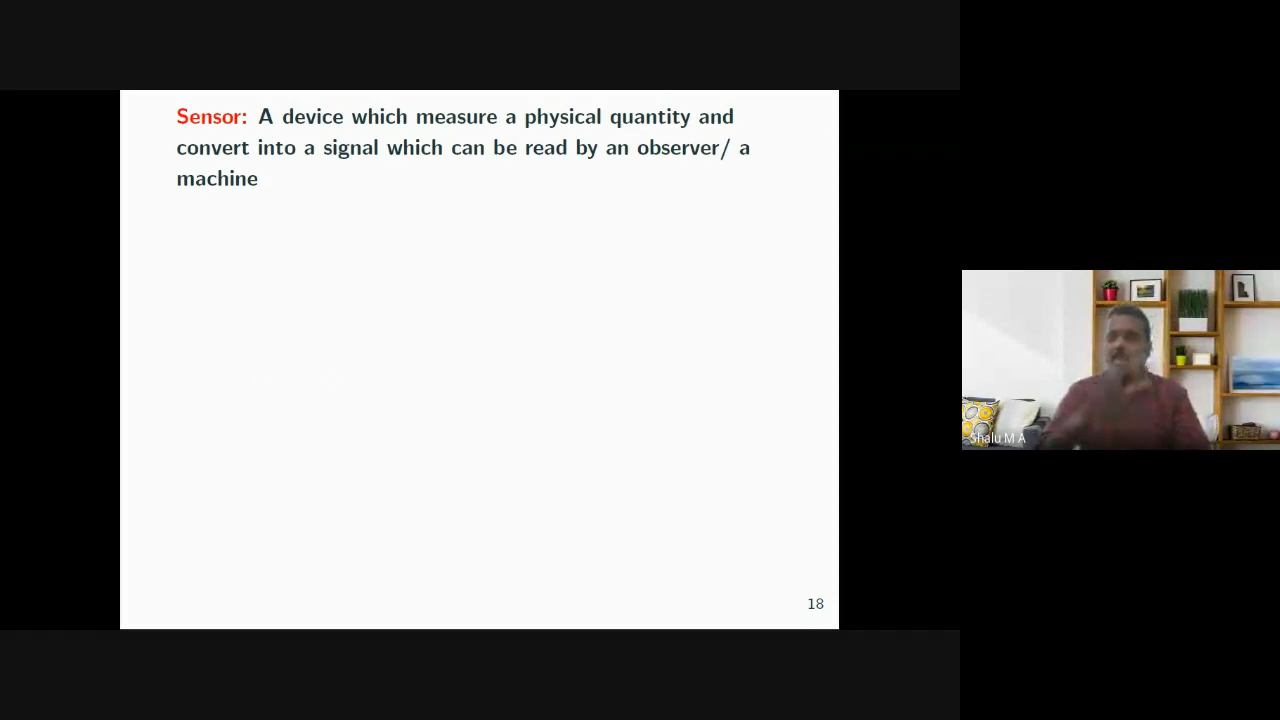 Sensor: A device which measure a physical quantity and
convert into a signal which can be read by an observer/ a
machine
18
Shalu M A